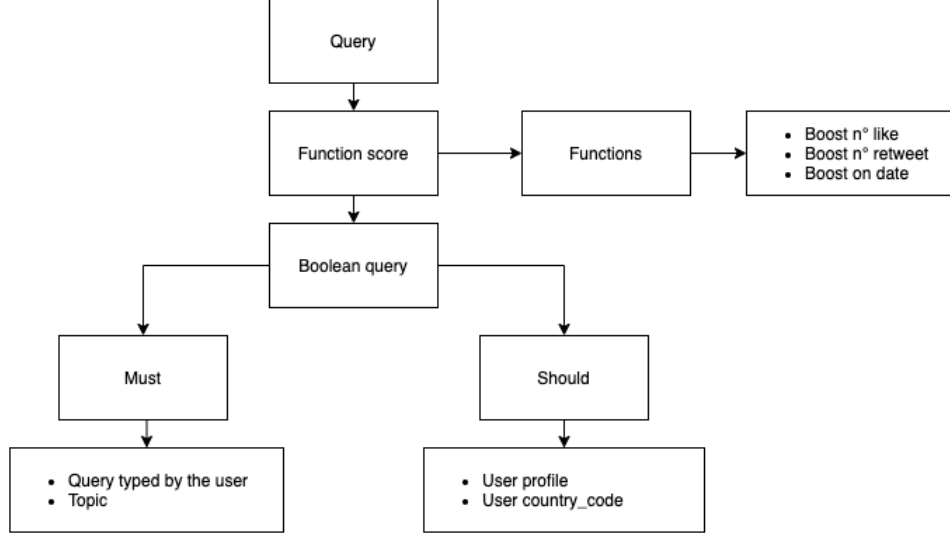 Query
Function score
Functions
• Boost n° like
• Boost n° retweet
• Boost on date
Boolean query
Must
Should
• Query typed by the user
• Topic
• User profile
• User country_code